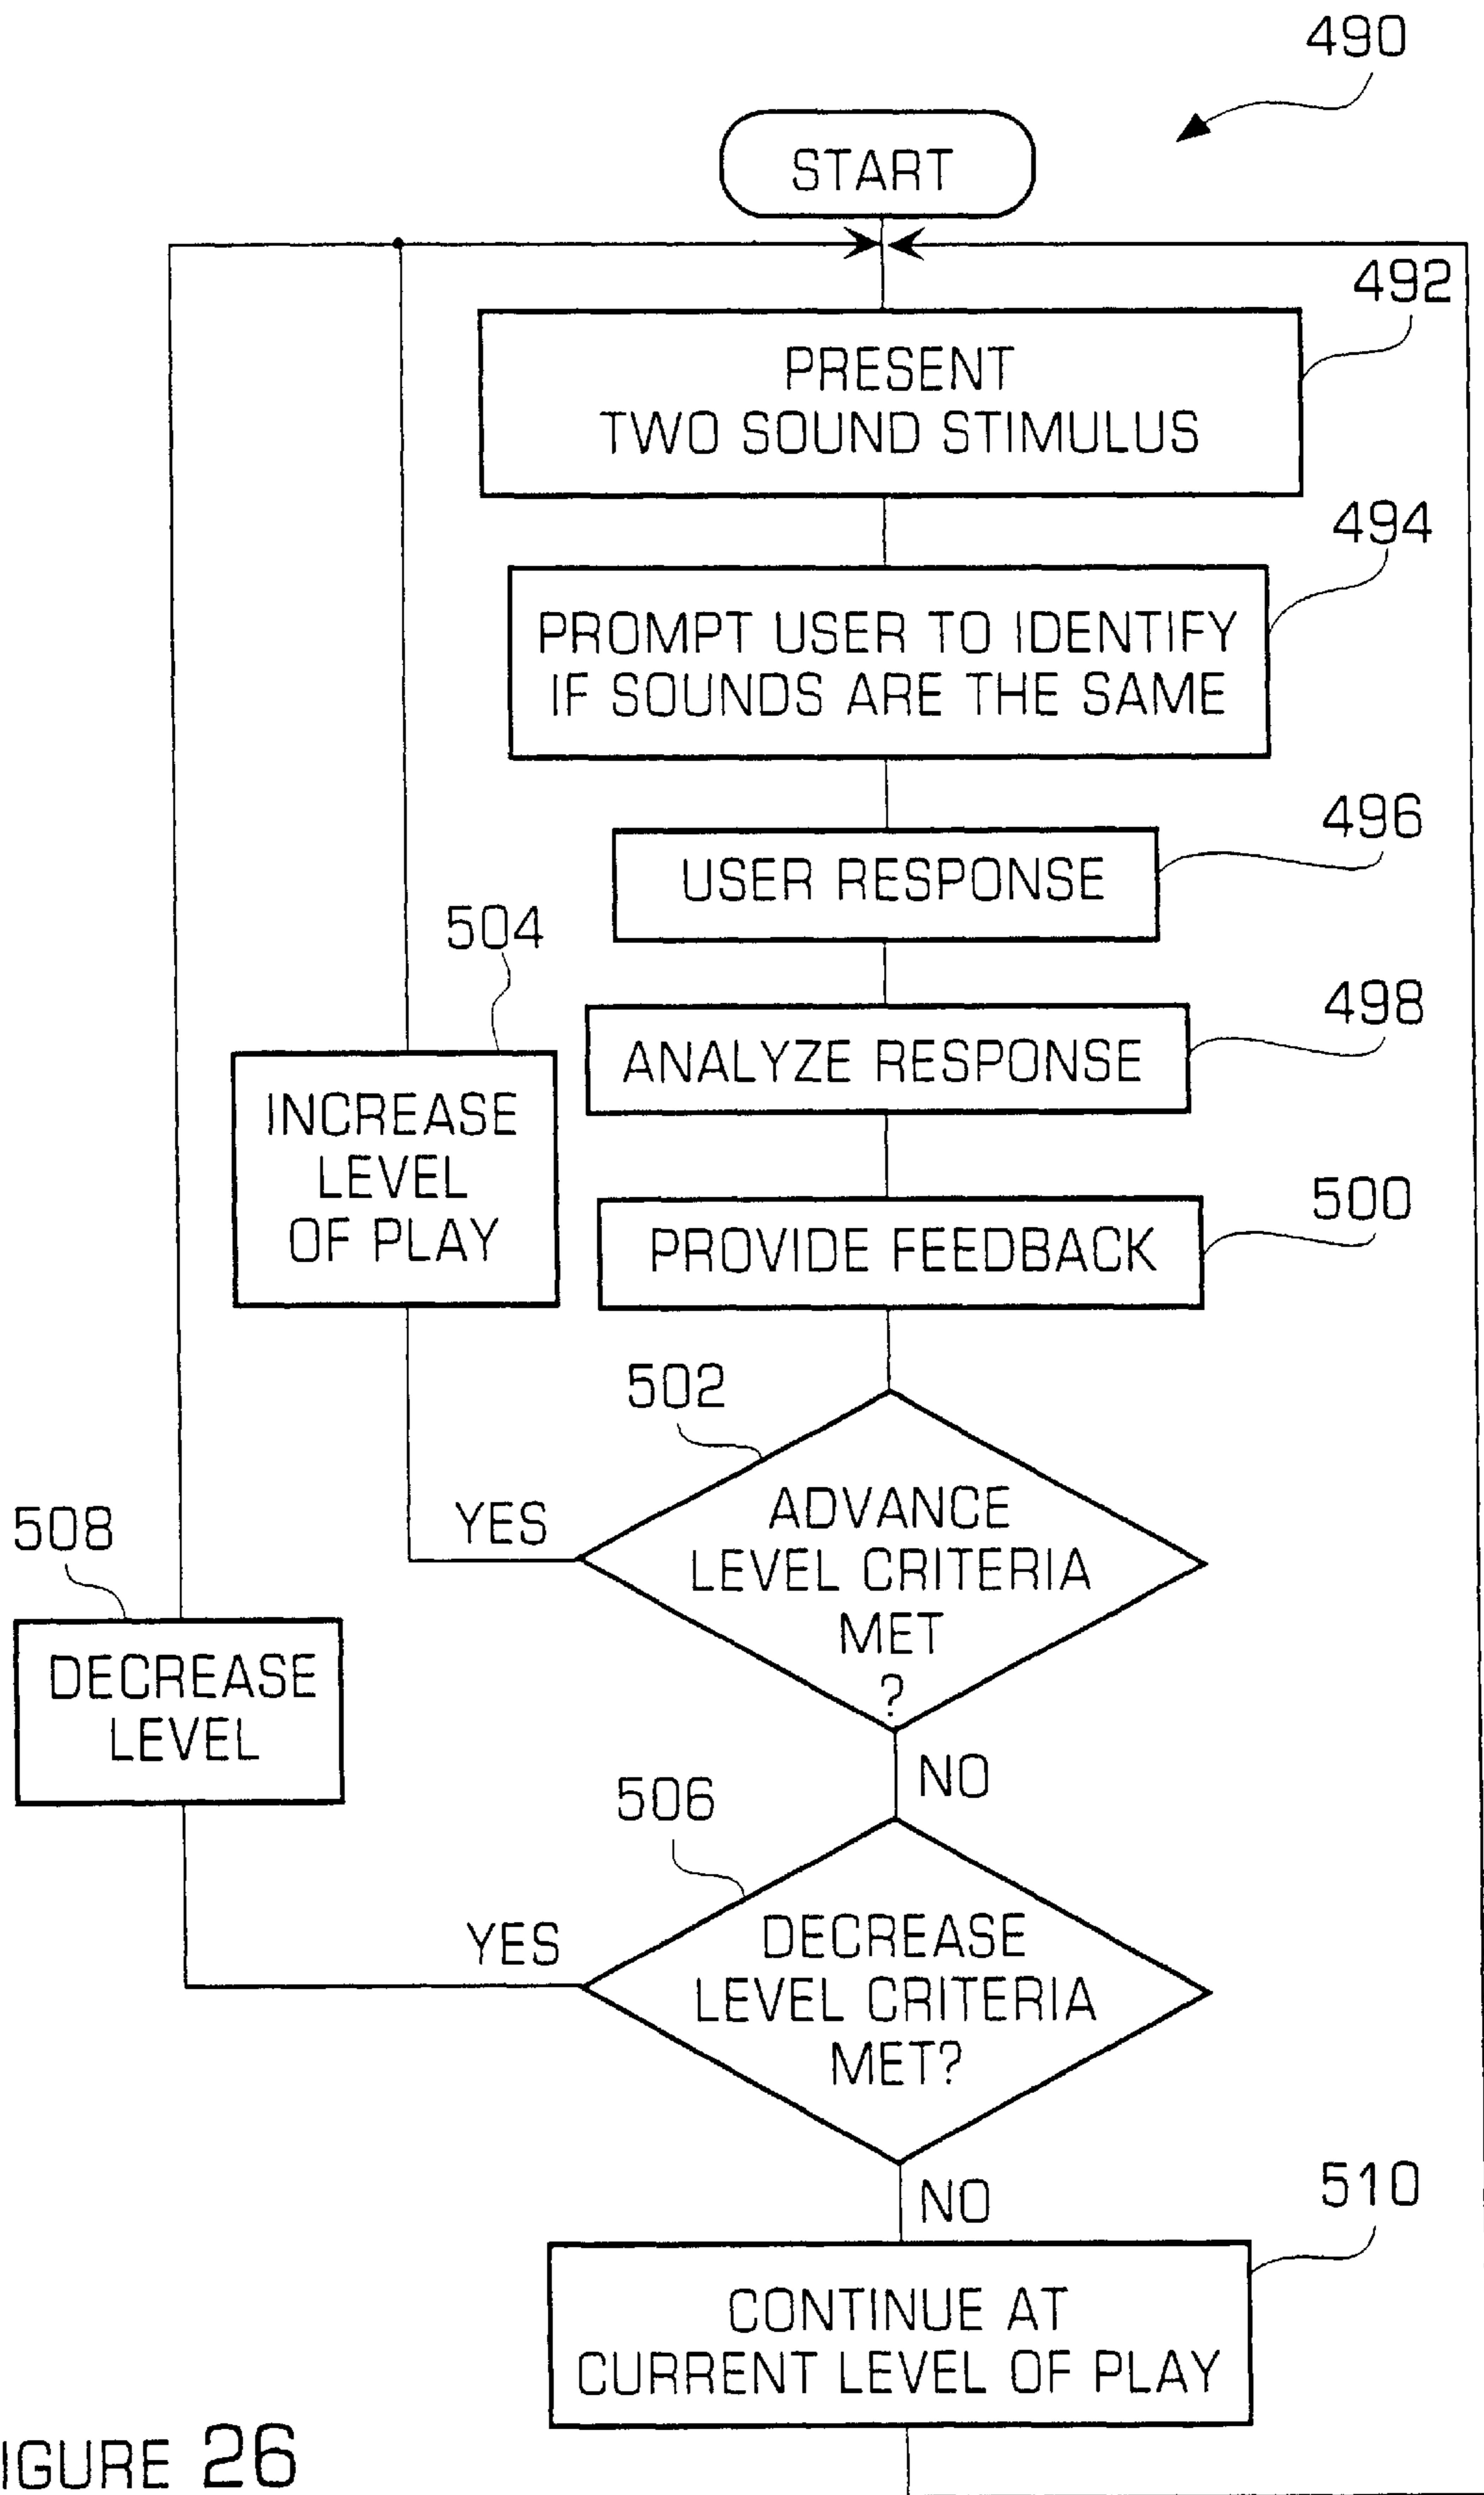 490
START
492
PRESENT
TWO SOUND STIMULUS
494
PROMPT USER TO IDENTIFY
IF SOUNDS ARE THE SAME
496
USER RESPONSE
498
ANALYZE RESPONSE
504
INCREASE
LEVEL
OF PLAY
500
PROVIDE FEEDBACK
502
ADVANCE
LEVEL CRITERIA
MET
?
YES
NO
508
DECREASE
LEVEL
506
DECREASE
LEVEL CRITERIA
MET?
YES
NO
510
CONTINUE AT
CURRENT LEVEL OF PLAY
IGURE 26